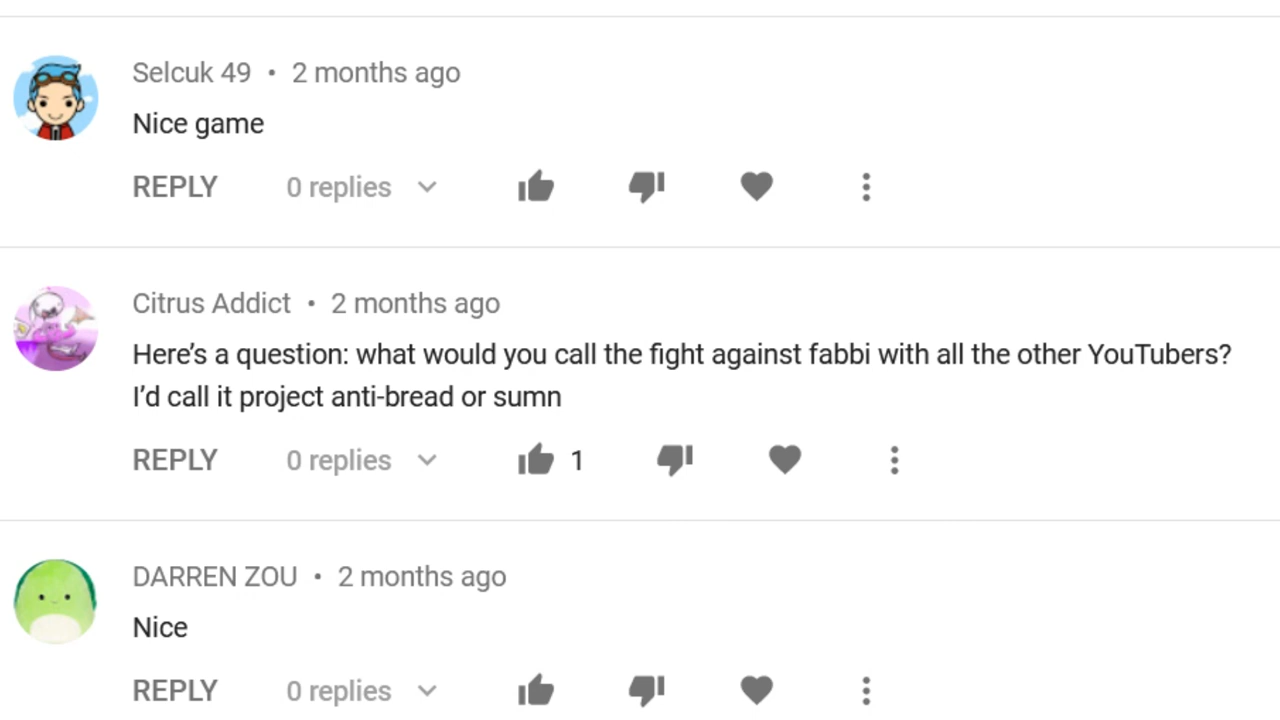 Selcuk 49 • 2 months ago
Nice game
REPLY 0 replies
Citrus Addict • 2 months ago
Here’s a question: what would you call the fight against fabbi with all the other YouTubers?
I’d call it project anti-bread or sumn
REPLY 0 replies 1
DARREN ZOU • 2 months ago
Nice
REPLY 0 replies